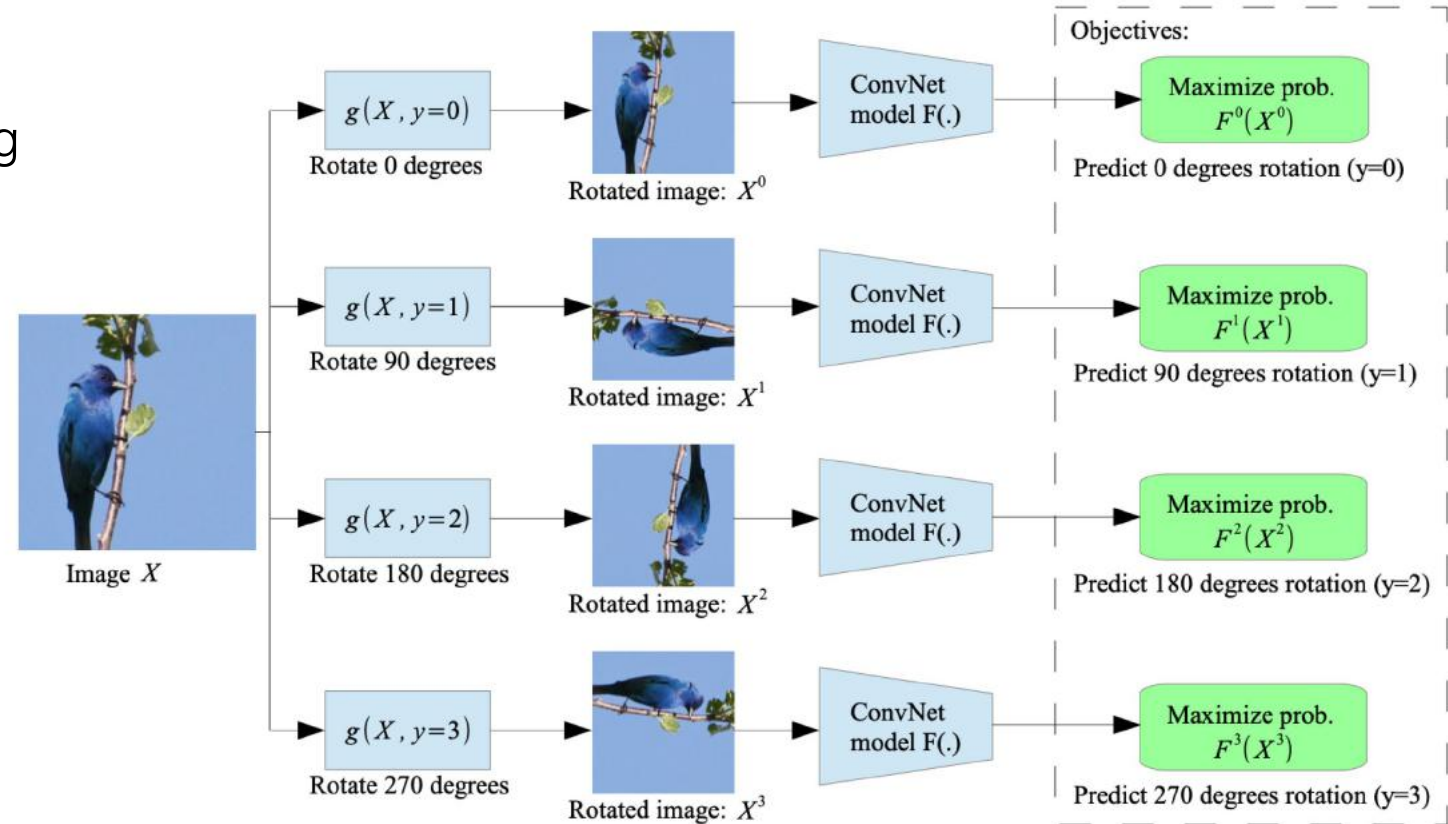 g
Objectives:
g(X, y=0)
Rotate 0 degrees
Rotated image: X⁰
ConvNet
model F(.)
Maximize prob.
F⁰(X⁰)
Predict 0 degrees rotation (y=0)
g(X, y=1)
Rotate 90 degrees
Rotated image: X¹
ConvNet
model F(.)
Maximize prob.
F¹(X¹)
Predict 90 degrees rotation (y=1)
Image X
g(X, y=2)
Rotate 180 degrees
Rotated image: X²
ConvNet
model F(.)
Maximize prob.
F²(X²)
Predict 180 degrees rotation (y=2)
g(X, y=3)
Rotate 270 degrees
Rotated image: X³
ConvNet
model F(.)
Maximize prob.
F³(X³)
Predict 270 degrees rotation (y=3)